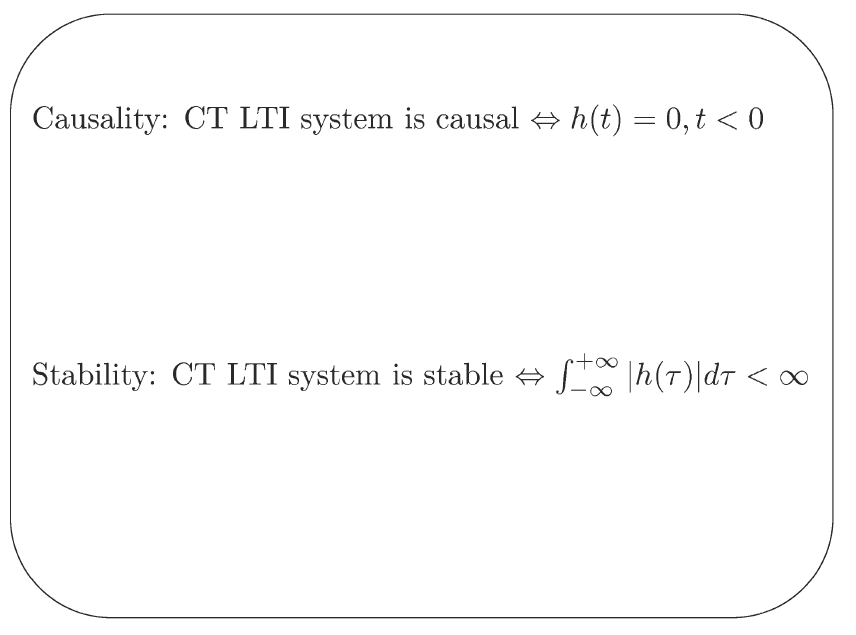 Causality: CT LTI system is causal ⇔ h(t) = 0, t < 0
Stability: CT LTI system is stable ⇔ ∫_{−∞}^{+∞} |h(τ)|dτ < ∞